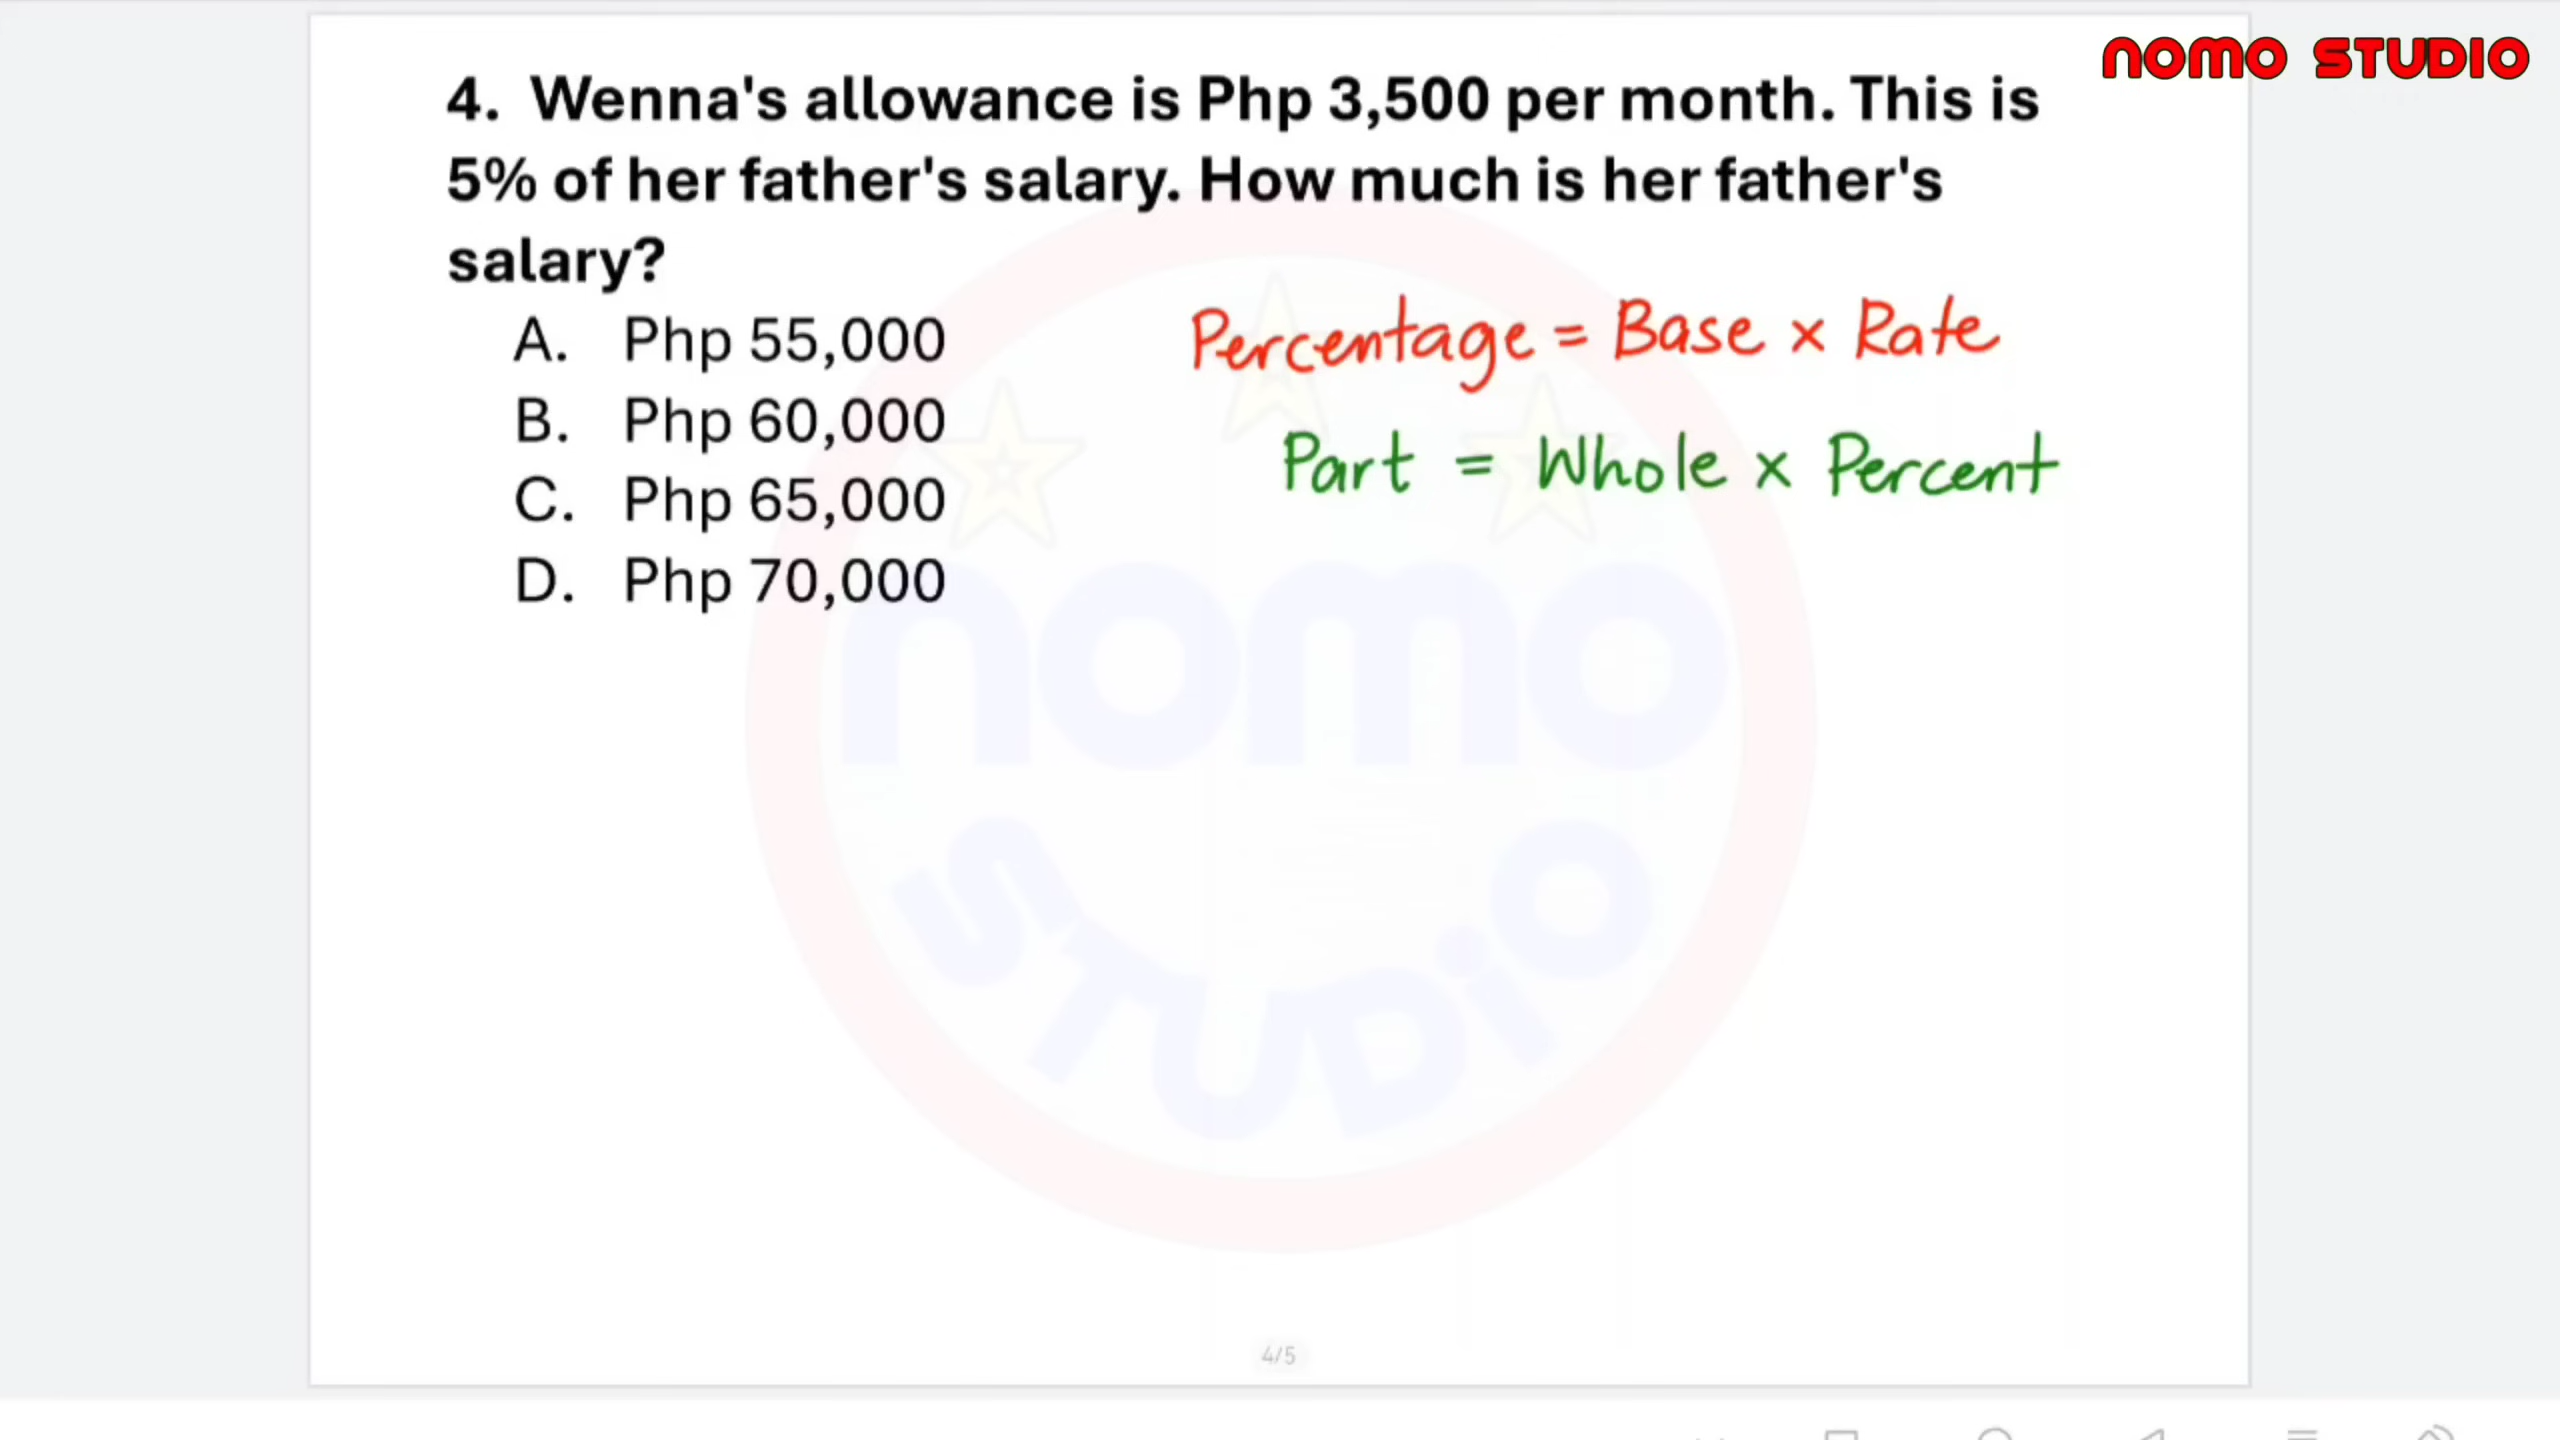 NOMO STUDIO
4. Wenna's allowance is Php 3,500 per month. This is
5% of her father's salary. How much is her father's
salary?
A. Php 55,000
B. Php 60,000
C. Php 65,000
D. Php 70,000
Percentage = Base x Rate
Part = Whole x Percent
nomo
STUDiO
4/5